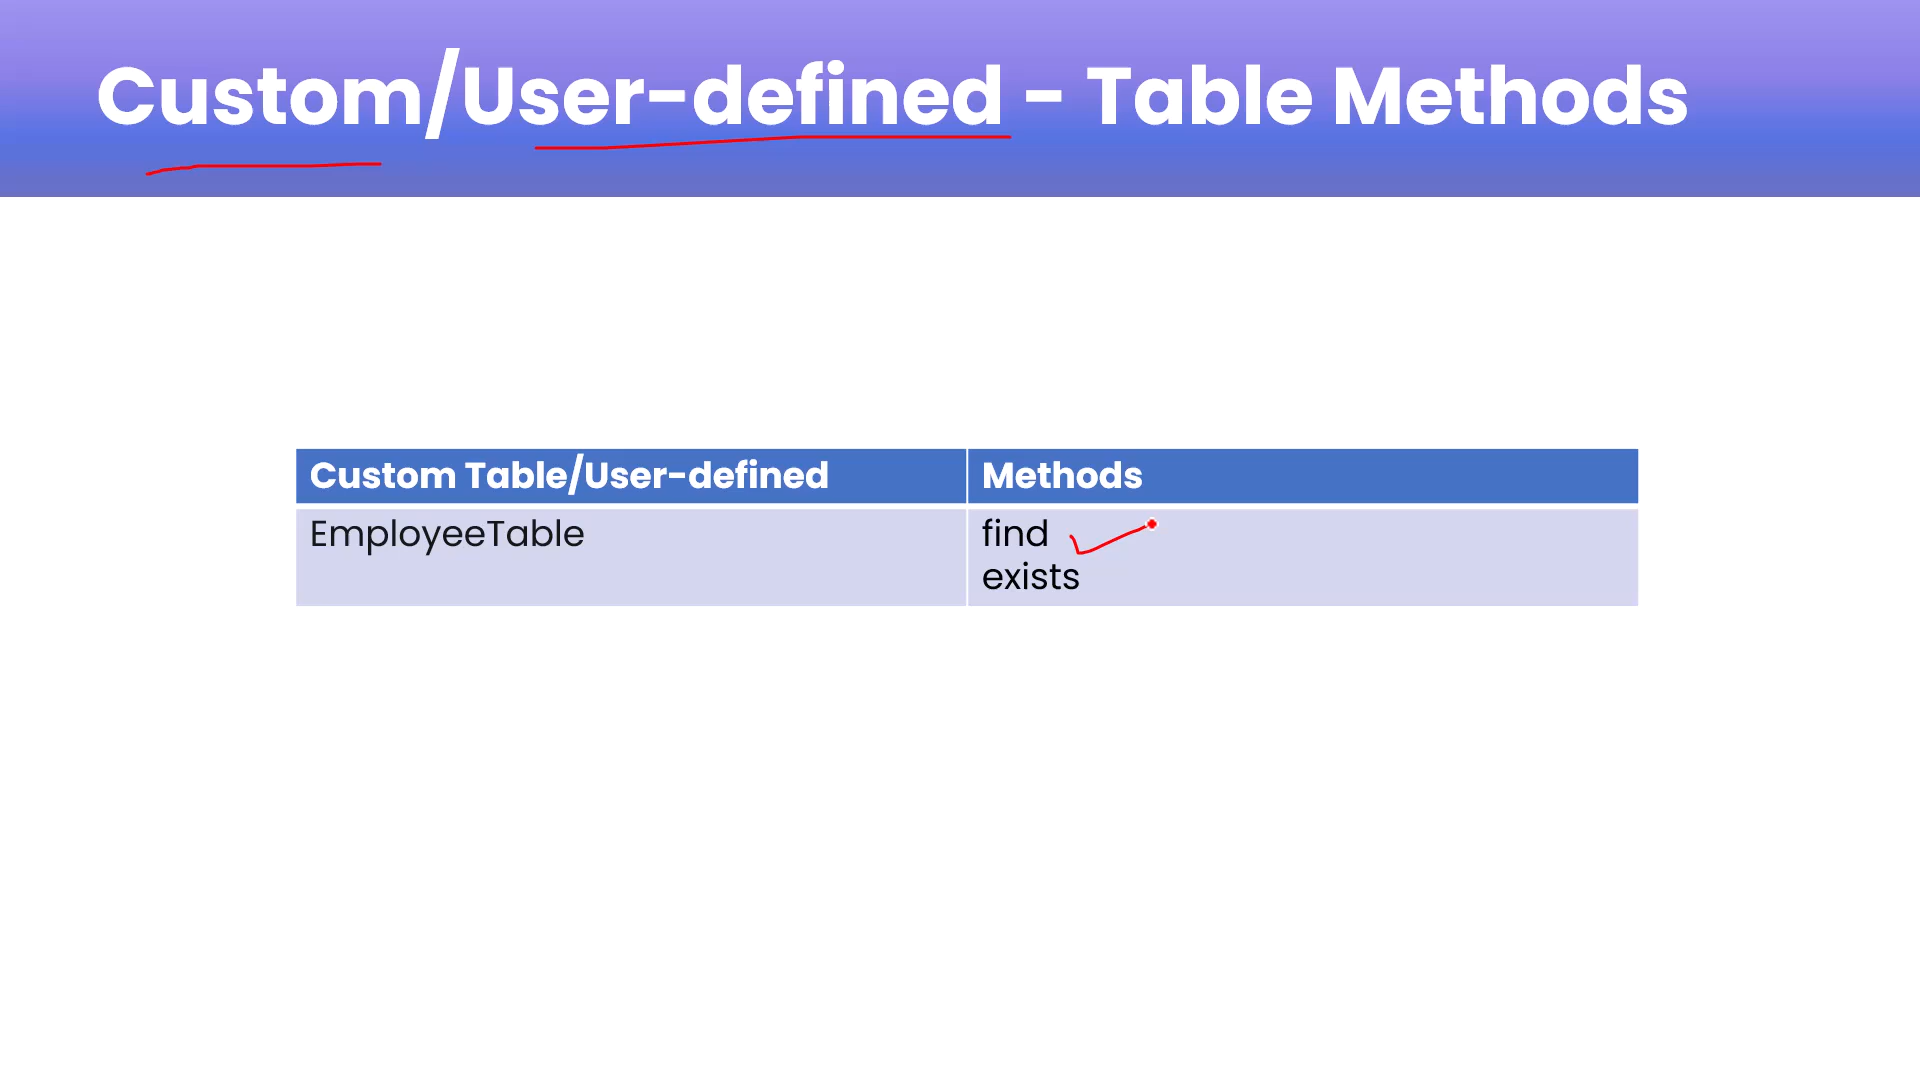 Custom/User-defined - Table Methods
Custom Table/User-defined
Methods
EmployeeTable
find
exists